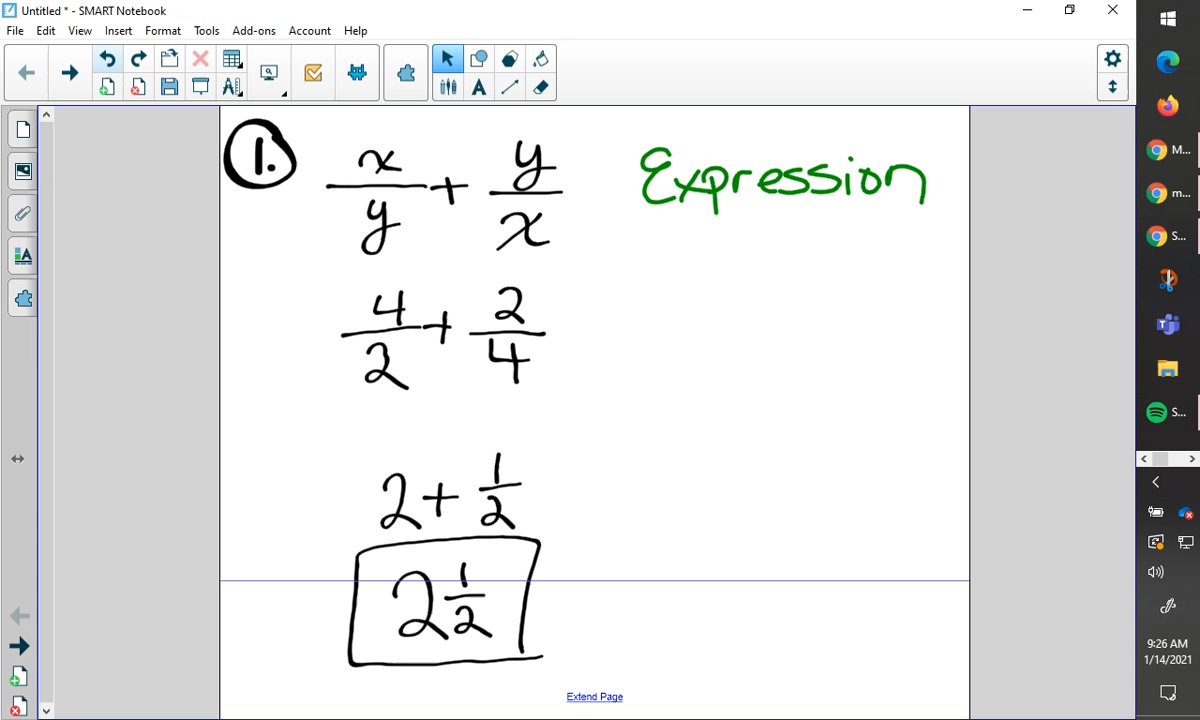 Untitled * - SMART Notebook
File Edit View Insert Format Tools Add-ons Account Help
1. x/y + y/x Expression
4/2 + 2/4
2 + 1/2
2 1/2
Extend Page
M...
m...
S...
S...
9:26 AM
1/14/2021